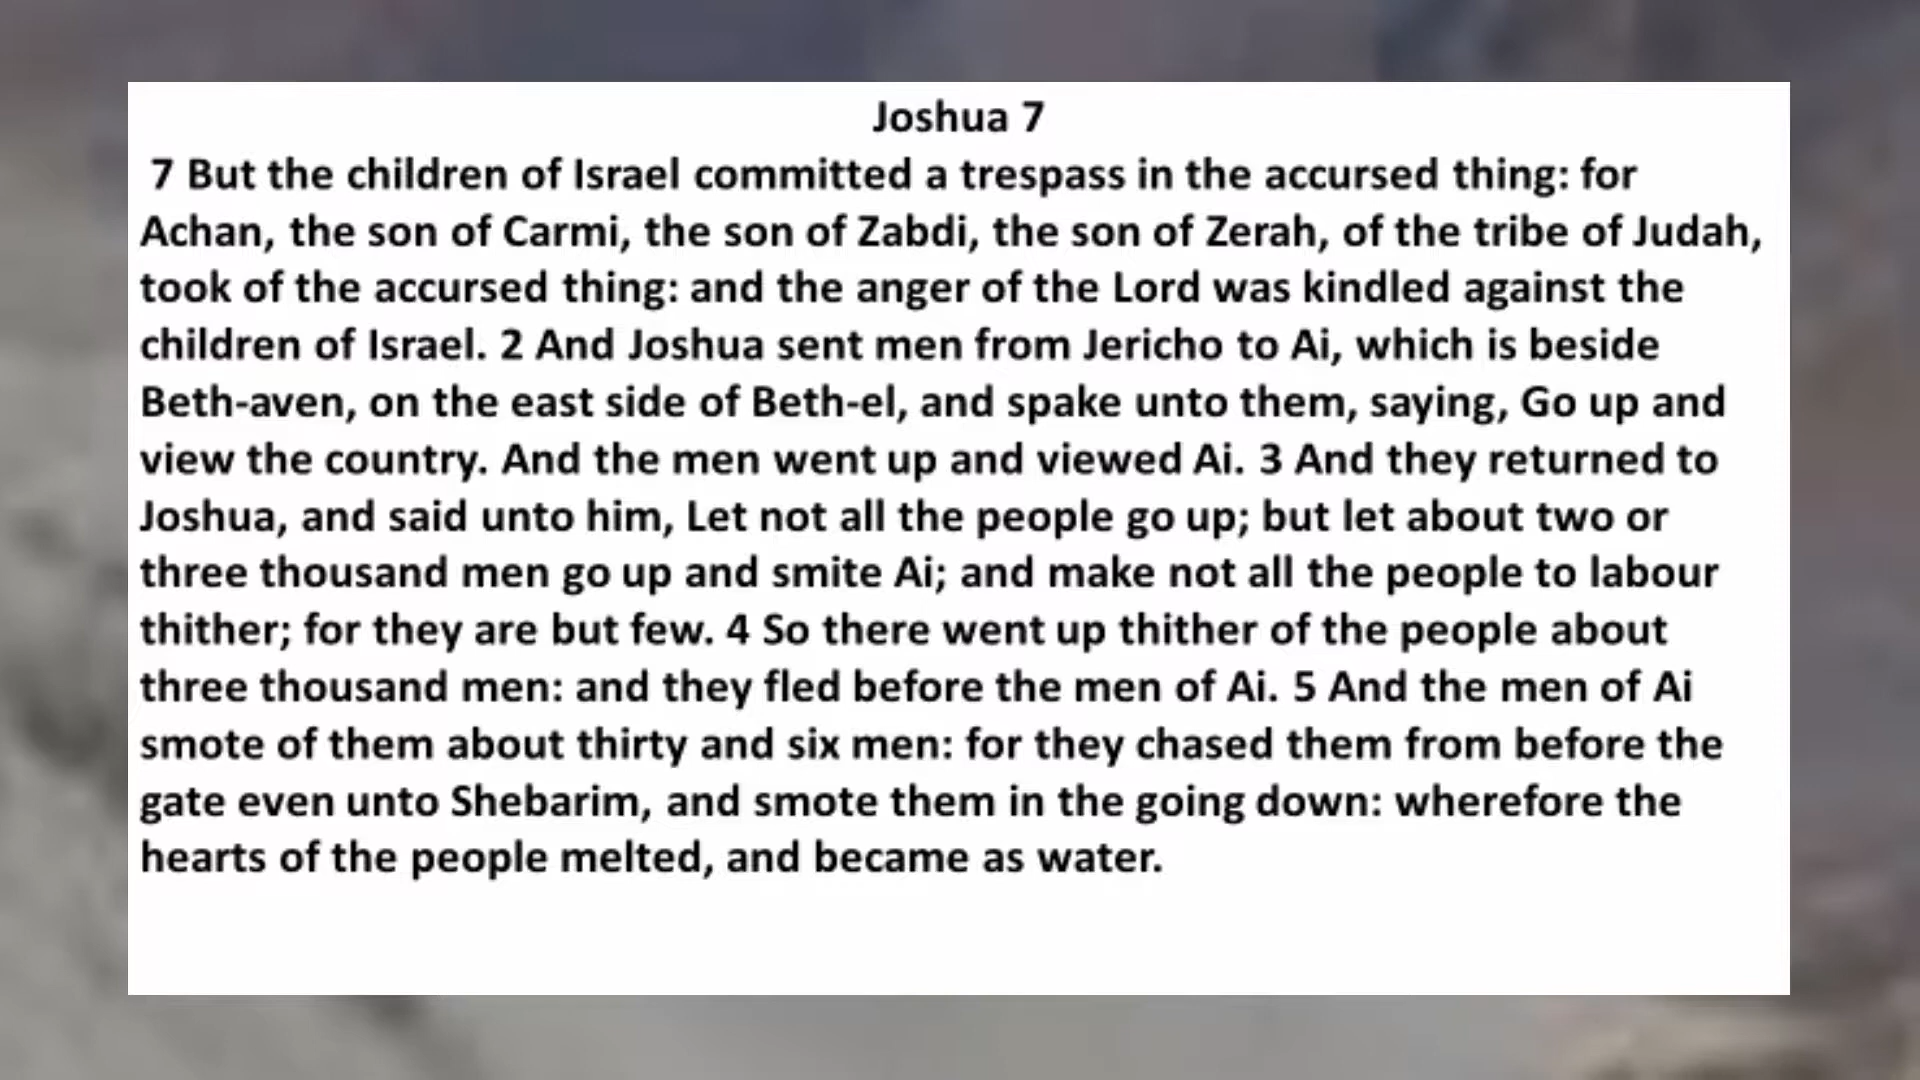 Joshua 7
7 But the children of Israel committed a trespass in the accursed thing: for
Achan, the son of Carmi, the son of Zabdi, the son of Zerah, of the tribe of Judah,
took of the accursed thing: and the anger of the Lord was kindled against the
children of Israel. 2 And Joshua sent men from Jericho to Ai, which is beside
Beth-aven, on the east side of Beth-el, and spake unto them, saying, Go up and
view the country. And the men went up and viewed Ai. 3 And they returned to
Joshua, and said unto him, Let not all the people go up; but let about two or
three thousand men go up and smite Ai; and make not all the people to labour
thither; for they are but few. 4 So there went up thither of the people about
three thousand men: and they fled before the men of Ai. 5 And the men of Ai
smote of them about thirty and six men: for they chased them from before the
gate even unto Shebarim, and smote them in the going down: wherefore the
hearts of the people melted, and became as water.